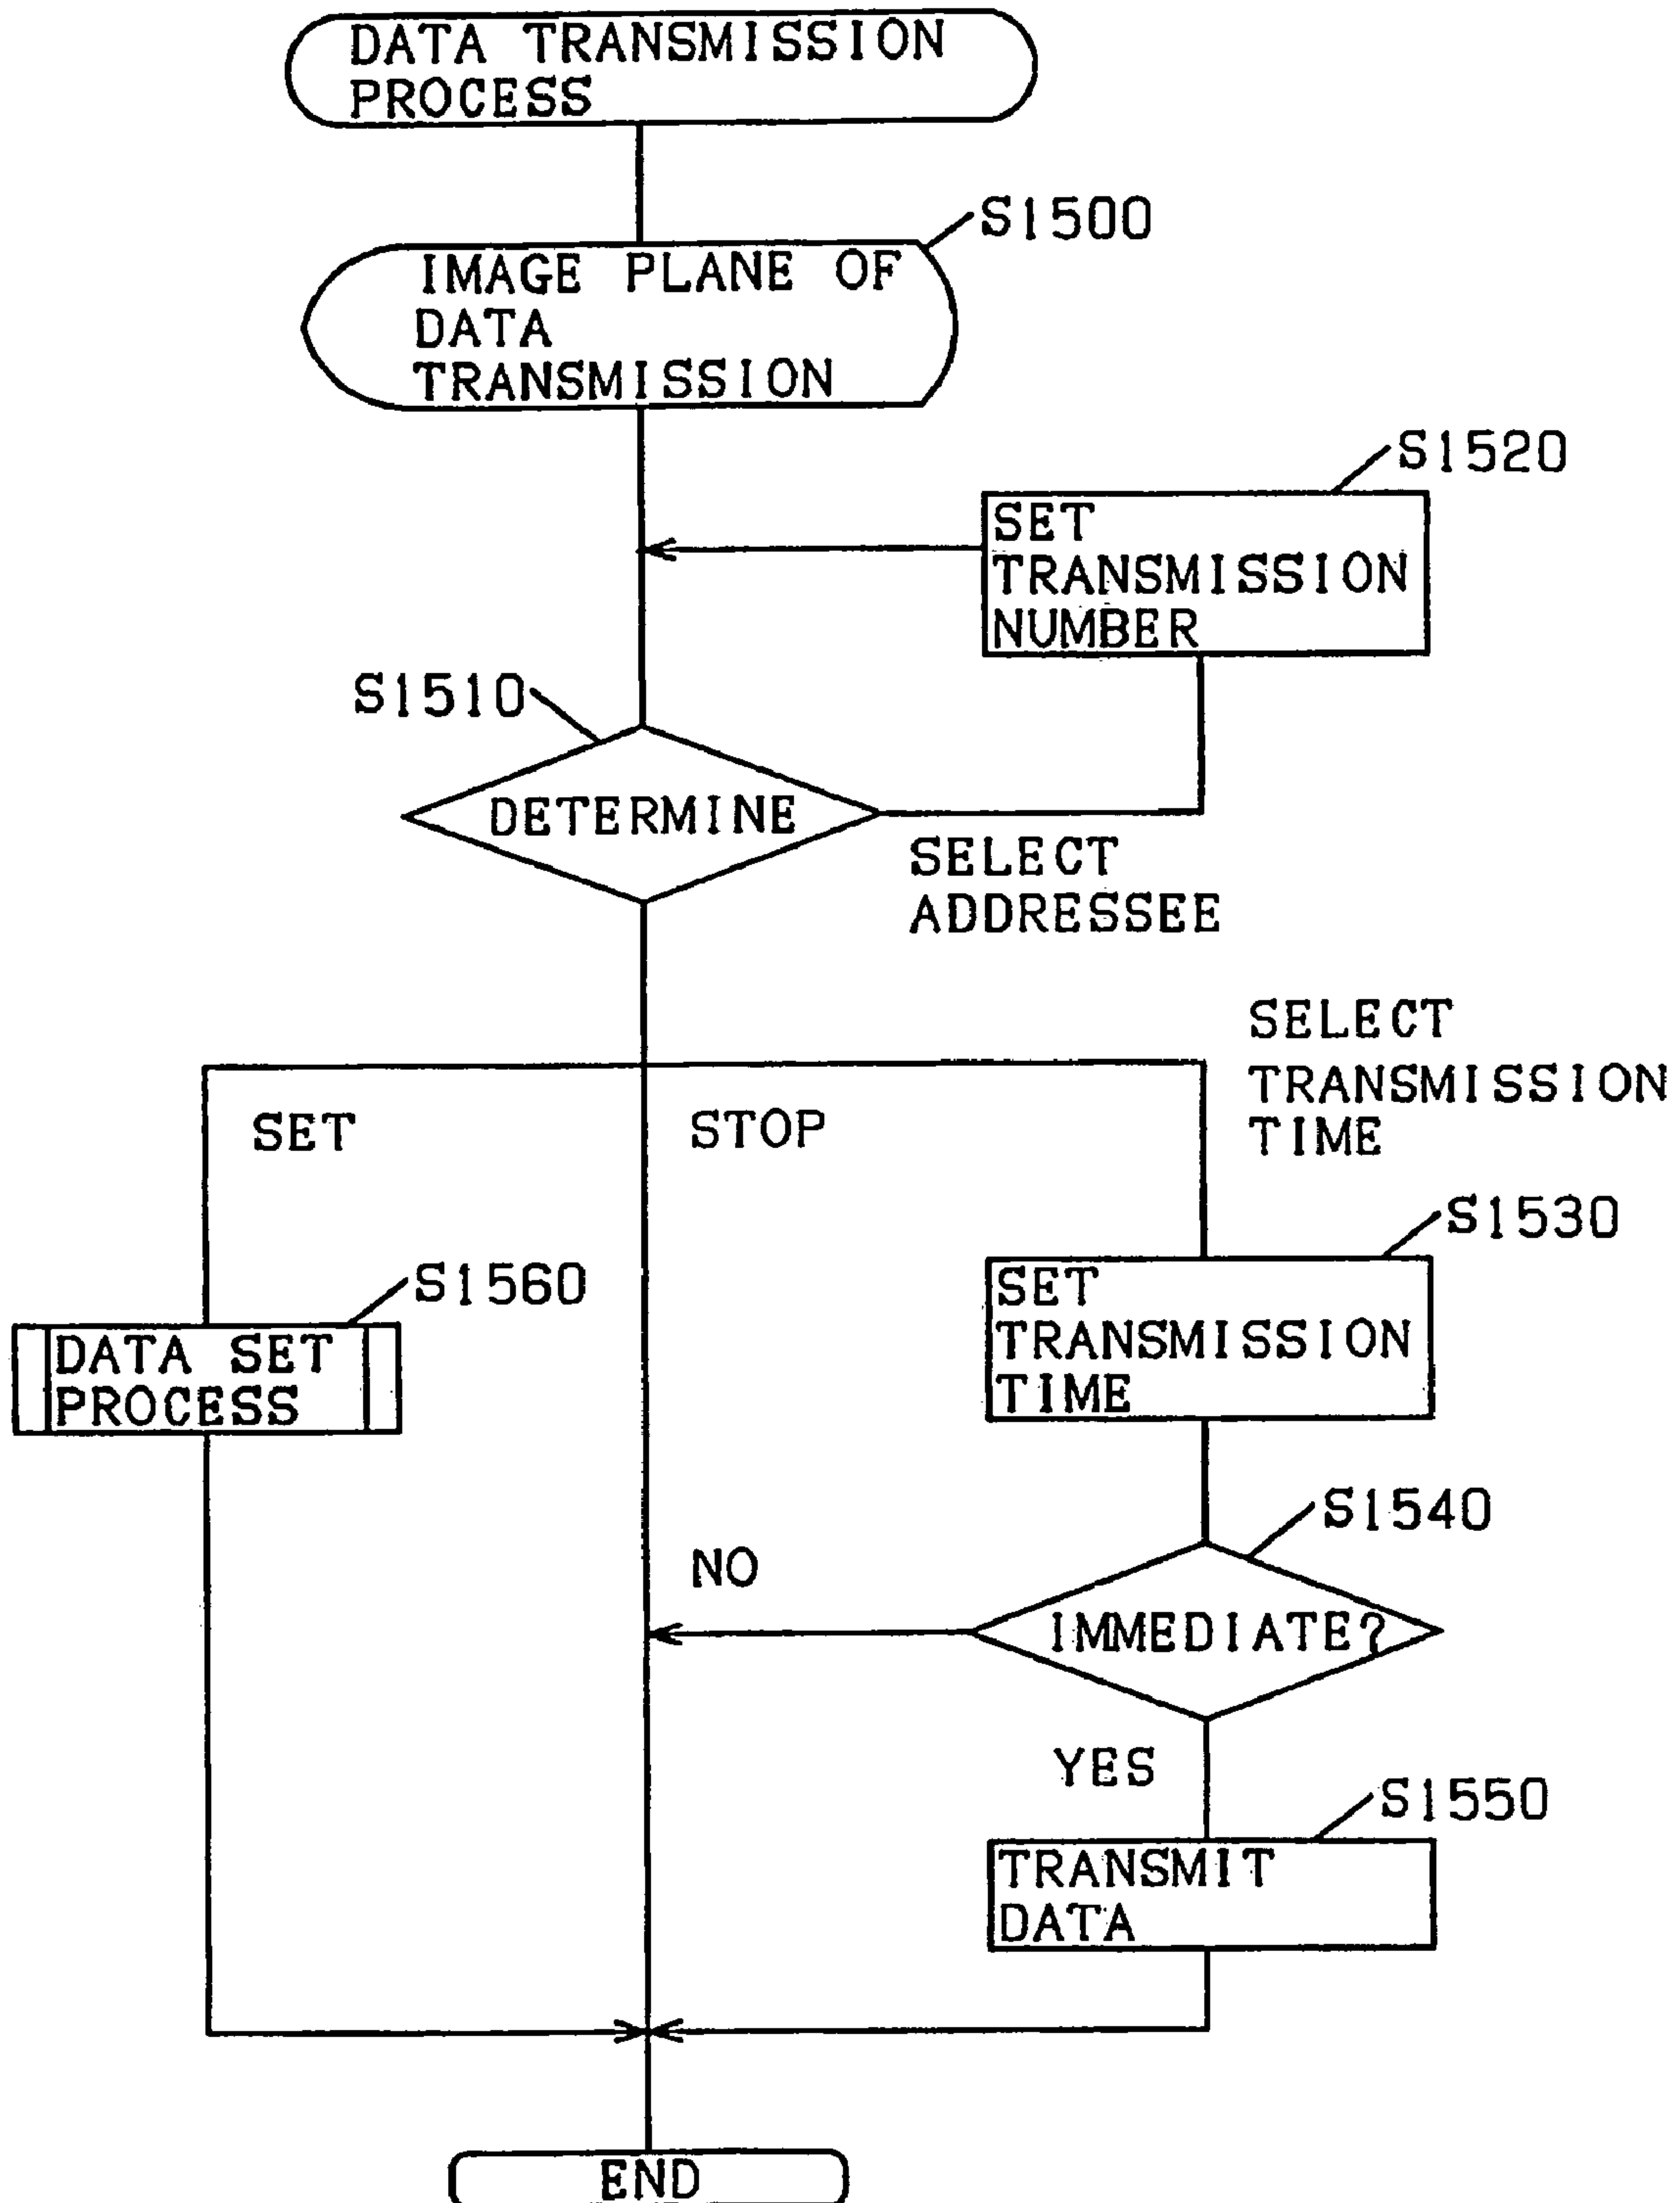 DATA TRANSMISSION
PROCESS
S1500
IMAGE PLANE OF
DATA
TRANSMISSION
S1520
SET
TRANSMISSION
NUMBER
S1510
DETERMINE
SELECT
ADDRESSEE
SELECT
TRANSMISSION
TIME
SET
STOP
S1530
SET
TRANSMISSION
TIME
S1560
DATA SET
PROCESS
S1540
NO
IMMEDIATE?
YES
S1550
TRANSMIT
DATA
END